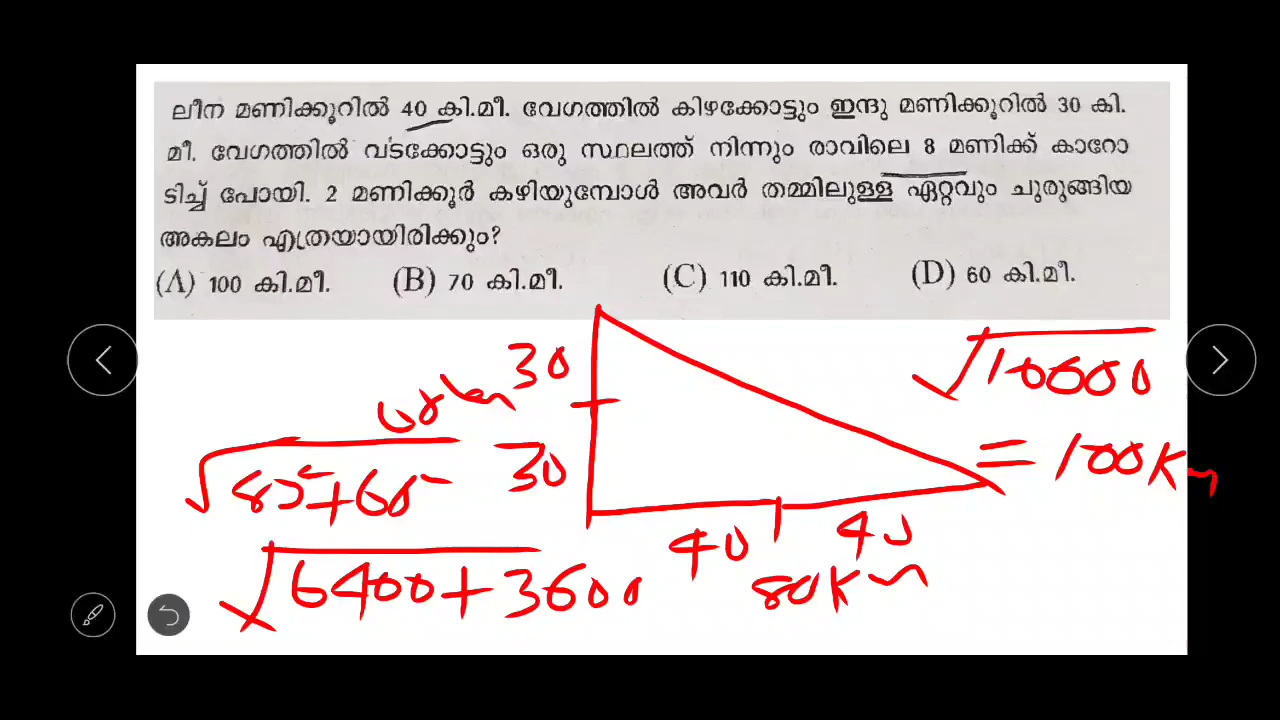 ലീന മണിക്കൂറിൽ 40 കി.മീ. വേഗത്തിൽ കിഴക്കോട്ടും ഇന്ദു മണിക്കൂറിൽ 30 കി.
മീ. വേഗത്തിൽ വടക്കോട്ടും ഒരു സ്ഥലത്ത് നിന്നും രാവിലെ 8 മണിക്ക് കാറോ
ടിച്ച് പോയി. 2 മണിക്കൂർ കഴിയുമ്പോൾ അവർ തമ്മിലുള്ള ഏറ്റവും ചുരുങ്ങിയ
അകലം എത്രയായിരിക്കും?
(A) 100 കി.മീ. (B) 70 കി.മീ. (C) 110 കി.മീ. (D) 60 കി.മീ.
30
√10000
60km
= 100Km
30
√80²+60²
40 40
80Km
√6400+3600